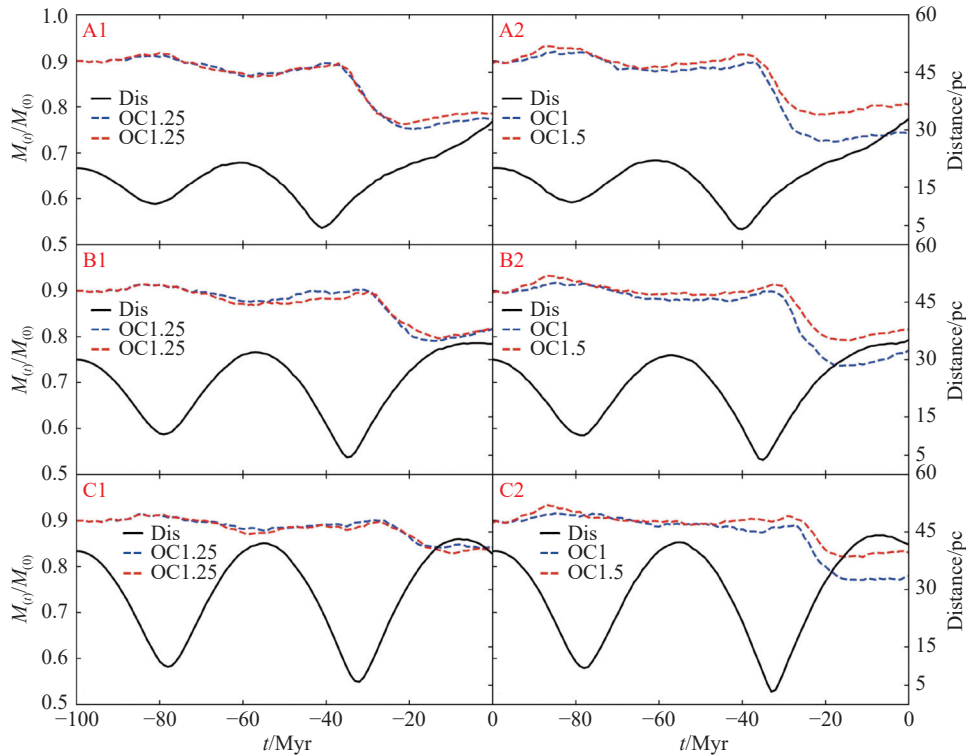 A1
A2
1.0
0.9
0.8
0.7
0.6
0.5
M(t)/M(0)
Dis
OC1.25
OC1.25
Dis
OC1
OC1.5
60
45
30
15
5
Distance/pc
B1
B2
0.9
0.8
0.7
0.6
0.5
M(t)/M(0)
Dis
OC1.25
OC1.25
Dis
OC1
OC1.5
60
45
30
15
5
Distance/pc
C1
C2
0.9
0.8
0.7
0.6
0.5
M(t)/M(0)
Dis
OC1.25
OC1.25
Dis
OC1
OC1.5
60
45
30
15
5
Distance/pc
−100 −80 −60 −40 −20 0 −80 −60 −40 −20 0
t/Myr t/Myr